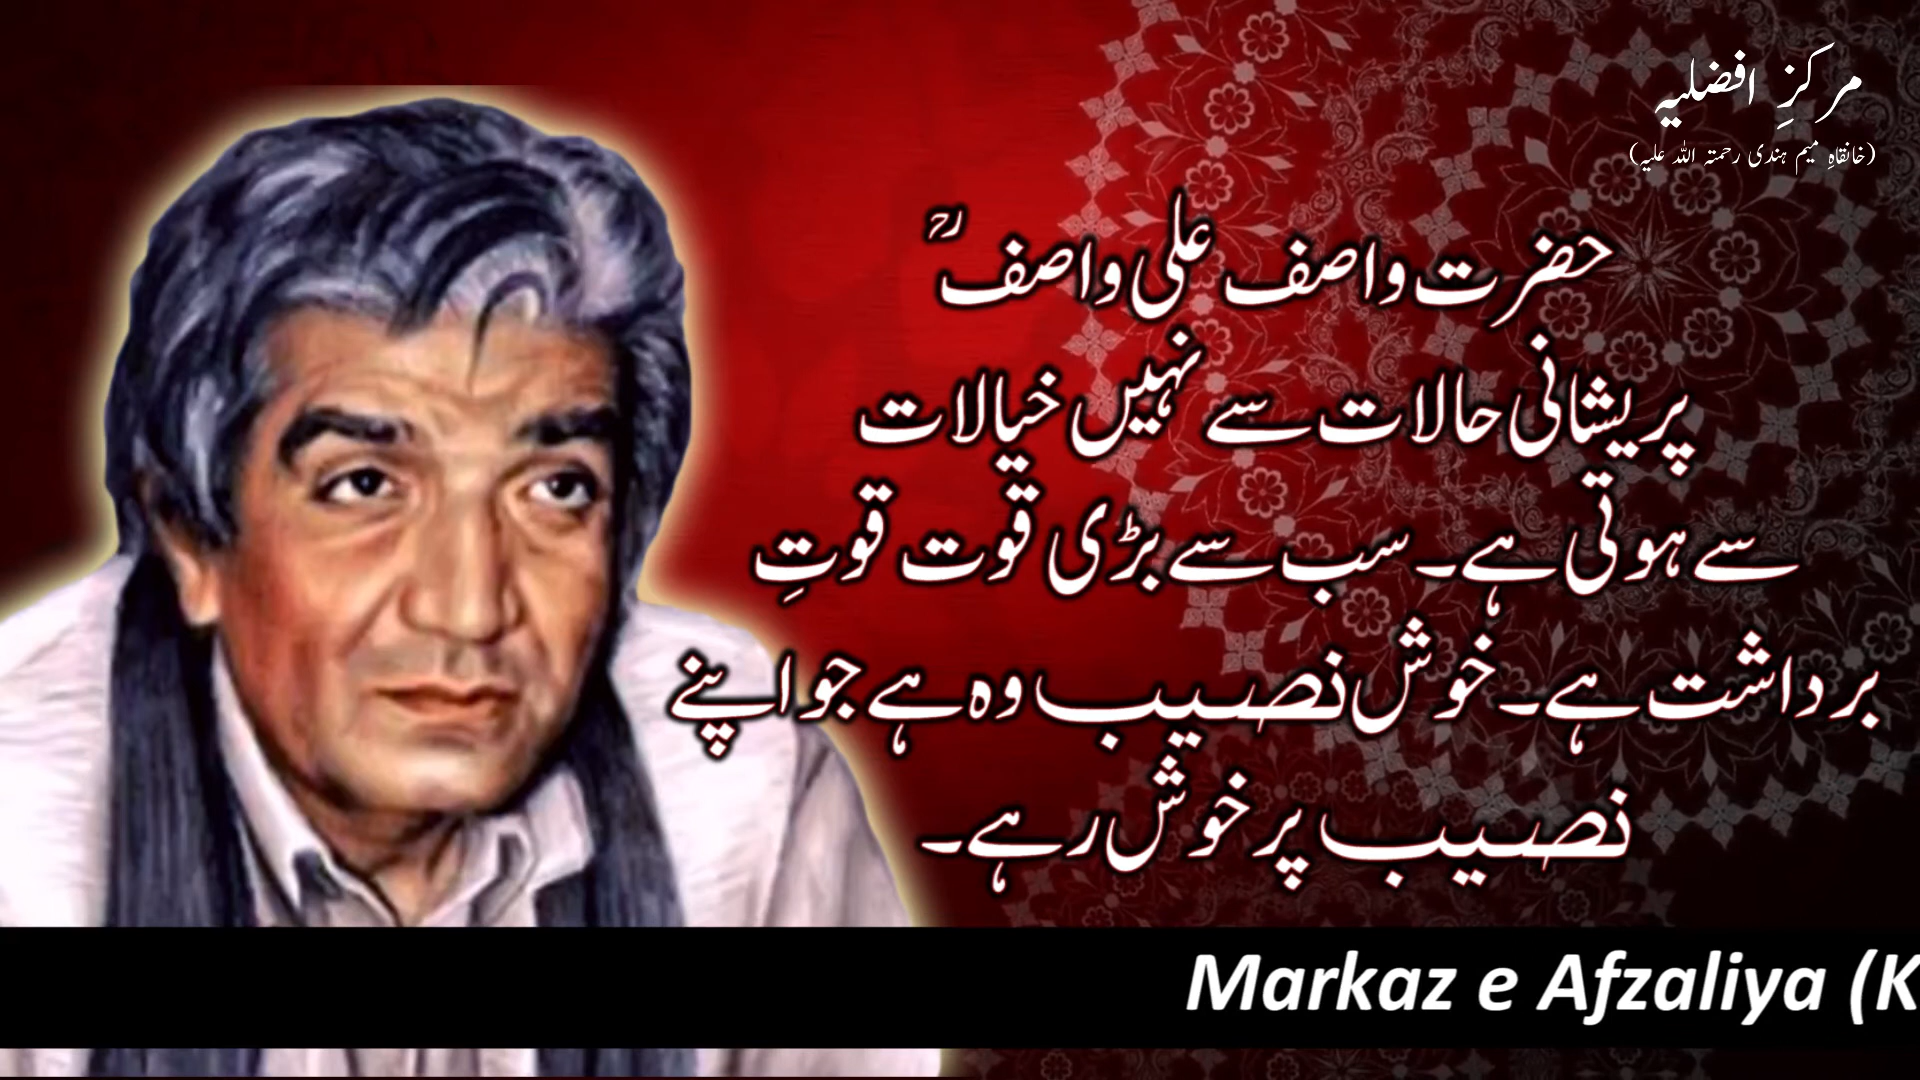 مرکزِ افضلیہ
(خانقاہِ میم ہندی رحمتہ اللہ علیہ)
حضرت واصف علی واصفؒ
پریشانی حالات سے نہیں خیالات
سے ہوتی ہے۔ سب سے بڑی قوت قوتِ
برداشت ہے۔ خوش نصیب وہ ہے جو اپنے
نصیب پر خوش رہے۔
Markaz e Afzaliya (K